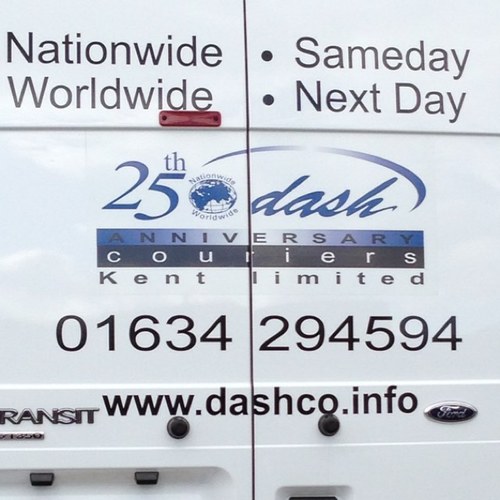 Nationwide • Sameday
Worldwide • Next Day
25th dash
Nationwide
Worldwide
ANNIVERSARY
couriers
Kent limited
01634 294594
www.dashco.info
RANSIT
Ford